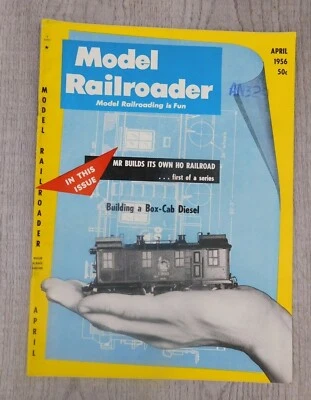 Model
Railroader
Model Railroading is Fun
APRIL
1956
50c
IN THIS
ISSUE
MR BUILDS ITS OWN HO RAILROAD
. . . first of a series
Building a Box-Cab Diesel
MODEL RAILROADER
APRIL